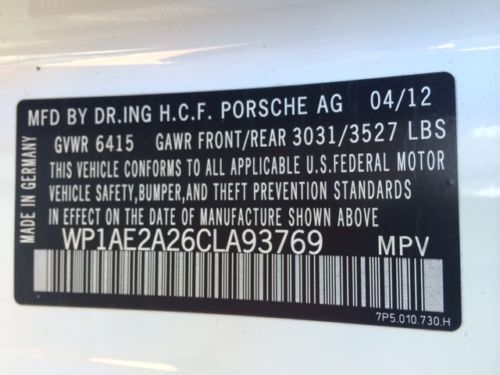 MFD BY DR.ING H.C.F. PORSCHE AG 04/12
GVWR 6415 GAWR FRONT/REAR 3031/3527 LBS
THIS VEHICLE CONFORMS TO ALL APPLICABLE U.S.FEDERAL MOTOR
VEHICLE SAFETY,BUMPER,AND THEFT PREVENTION STANDARDS
IN EFFECT ON THE DATE OF MANUFACTURE SHOWN ABOVE
WP1AE2A26CLA93769 MPV
7P5.010.730.H
MADE IN GERMANY